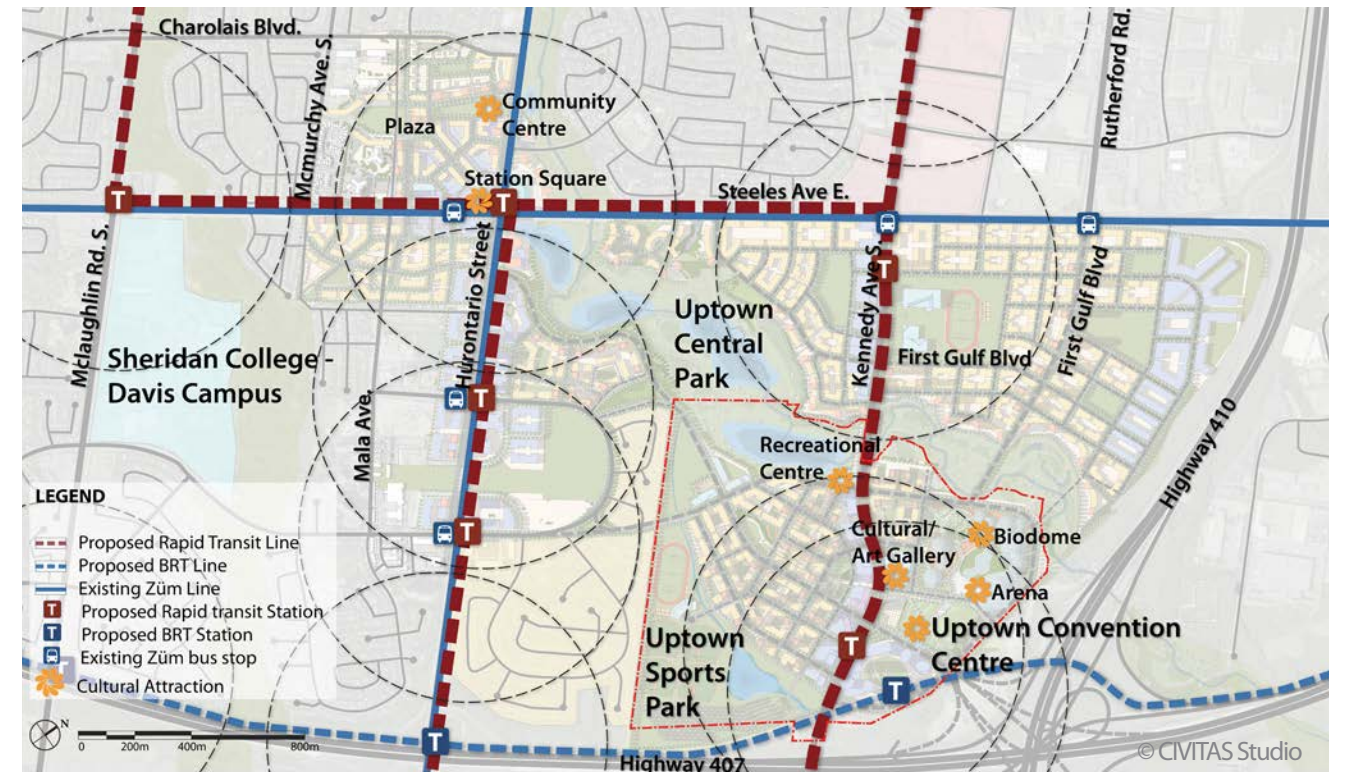 Charolais Blvd.
Mcmurchy Ave. S.
Rutherford Rd.
Community
Centre
Plaza
Station Square
Steeles Ave E.
T
T
Mclaughlin Rd. S.
Hurontario Street
Kennedy Ave S.
T
First Gulf Blvd
Uptown
Central
Park
Sheridan College -
Davis Campus
First Gulf Blvd
T
Mala Ave.
Highway 410
Recreational
Centre
T
Cultural/
Art Gallery
Biodome
Arena
Uptown Convention
Centre
Uptown
Sports
Park
T
T
LEGEND
Proposed Rapid Transit Line
Proposed BRT Line
Existing Züm Line
T Proposed Rapid transit Station
T Proposed BRT Station
Existing Züm bus stop
T
Cultural Attraction
N
0 200m 400m 800m
T
Highway 407
© CIVITAS Studio